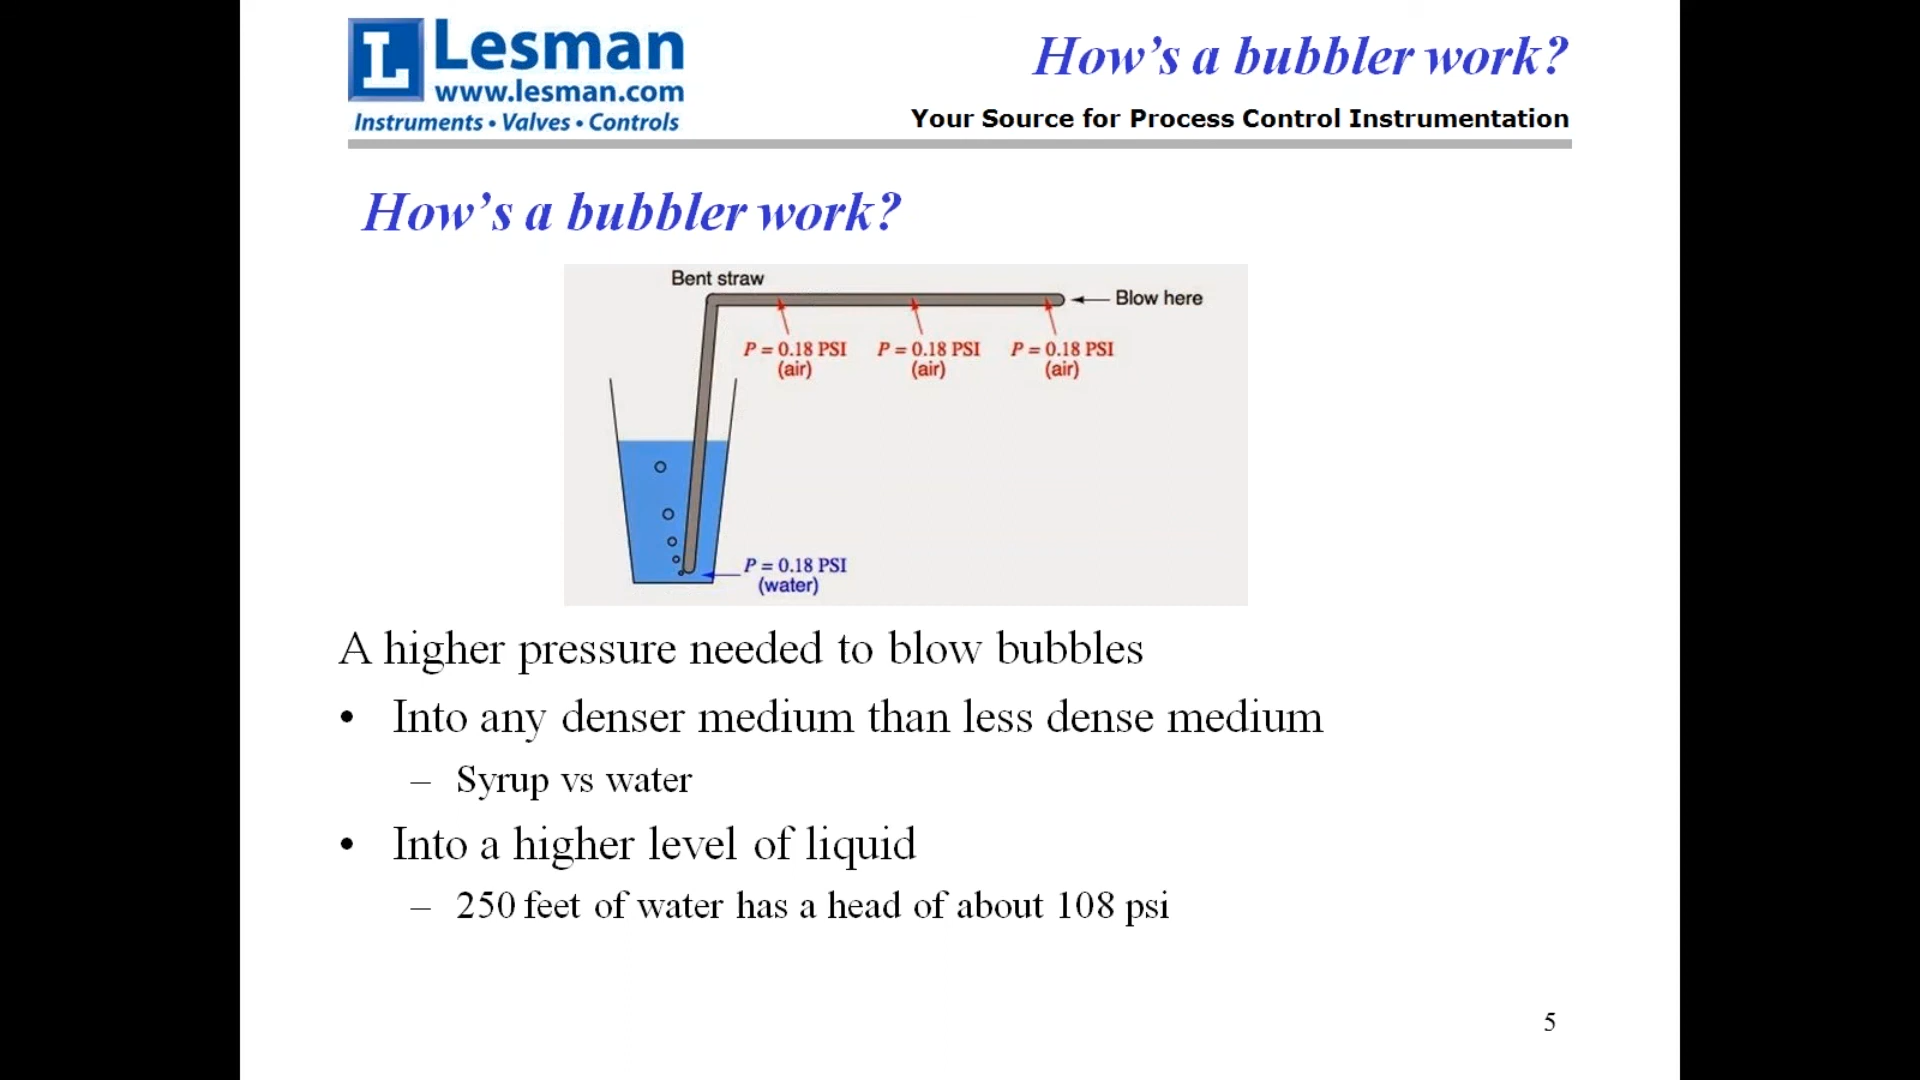 Lesman
www.lesman.com
Instruments • Valves • Controls
How's a bubbler work?
Your Source for Process Control Instrumentation
How's a bubbler work?
Bent straw
Blow here
P = 0.18 PSI P = 0.18 PSI P = 0.18 PSI
(air) (air) (air)
P = 0.18 PSI
(water)
A higher pressure needed to blow bubbles
• Into any denser medium than less dense medium
– Syrup vs water
• Into a higher level of liquid
– 250 feet of water has a head of about 108 psi
5